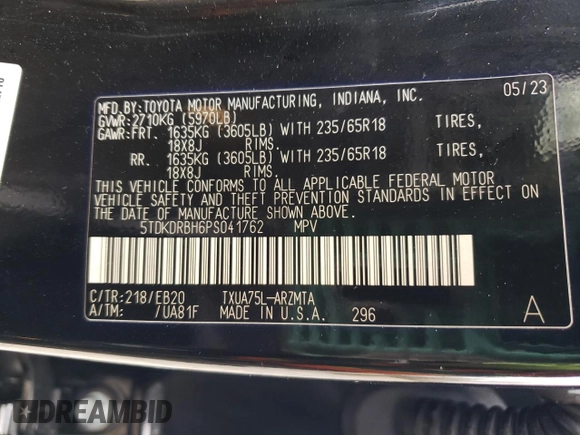 MFD.BY:TOYOTA MOTOR MANUFACTURING, INDIANA, INC. 05/23
GVWR:2710KG (5970LB)
GAWR:FRT. 1635KG (3605LB) WITH 235/65R18 TIRES,
18X8J RIMS.
RR. 1635KG (3605LB) WITH 235/65R18 TIRES,
18X8J RIMS.
THIS VEHICLE CONFORMS TO ALL APPLICABLE FEDERAL MOTOR
VEHICLE SAFETY AND THEFT PREVENTION STANDARDS IN EFFECT ON
THE DATE OF MANUFACTURE SHOWN ABOVE.
5TDKDRBH6PS041762 MPV
C/TR:218/EB20 TXUA75L-ARZMTA
A/TM: /UA81F MADE IN U.S.A. 296 A
DREAMBID